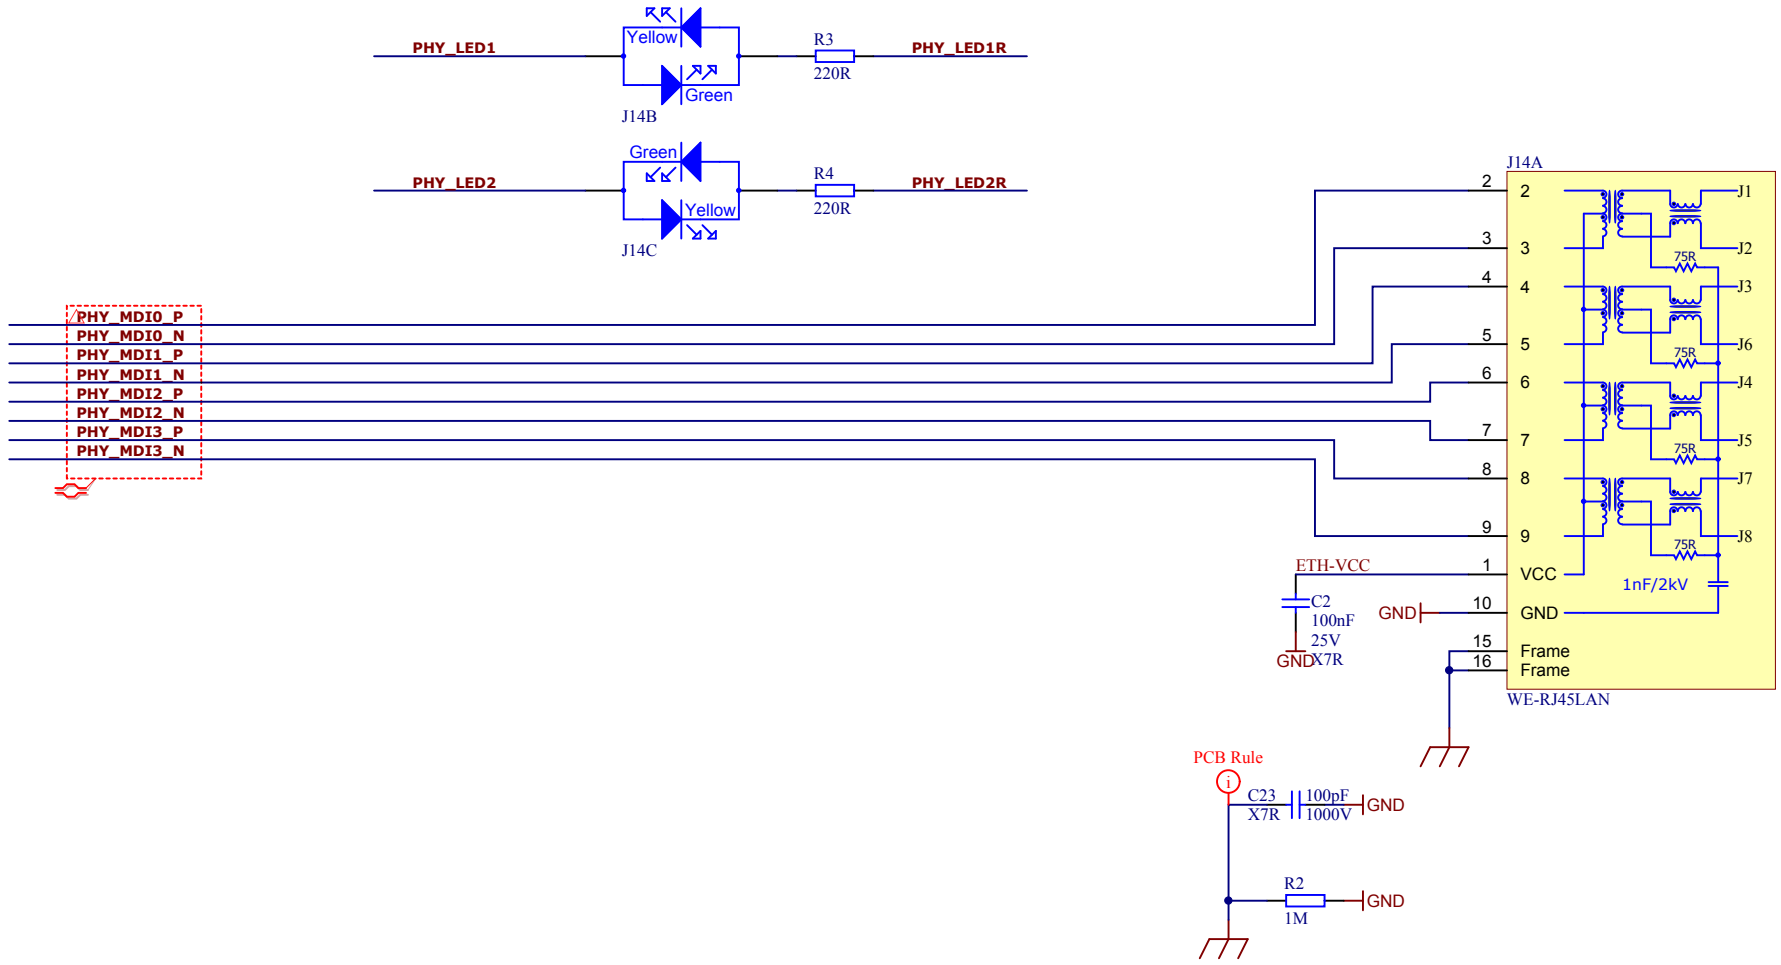 Yellow
PHY_LED1
R3
PHY_LED1R
220R
Green
J14B
Green
PHY_LED2
R4
PHY_LED2R
220R
Yellow
J14C
PHY_MDI0_P
PHY_MDI0_N
PHY_MDI1_P
PHY_MDI1_N
PHY_MDI2_P
PHY_MDI2_N
PHY_MDI3_P
PHY_MDI3_N
J14A
2 2 J1
3 3 J2
75R
4 4 J3
5 5 J6
75R
6 6 J4
7 7 J5
75R
8 8 J7
9 9 J8
75R
ETH-VCC
1 VCC
1nF/2kV
C2
100nF
25V
X7R
GND
GND 10 GND
15 Frame
16 Frame
WE-RJ45LAN
PCB Rule
i
C23 100pF GND
X7R 1000V
R2
GND
1M